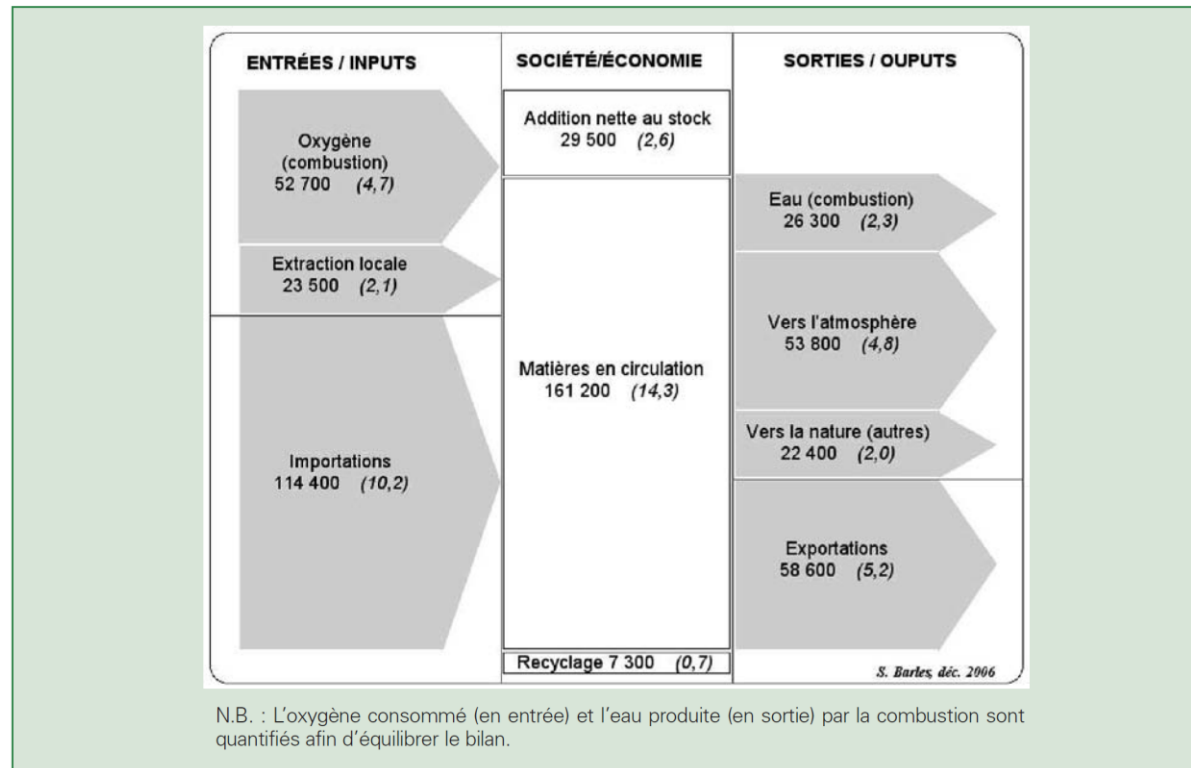 ENTRÉES / INPUTS
Oxygène
(combustion)
52 700 (4,7)
Extraction locale
23 500 (2,1)
Importations
114 400 (10,2)
SOCIÉTÉ/ÉCONOMIE
Addition nette au stock
29 500 (2,6)
Matières en circulation
161 200 (14,3)
Recyclage 7 300 (0,7)
SORTIES / OUPUTS
Eau (combustion)
26 300 (2,3)
Vers l'atmosphère
53 800 (4,8)
Vers la nature (autres)
22 400 (2,0)
Exportations
58 600 (5,2)
S. Barles, déc. 2006
N.B. : L'oxygène consommé (en entrée) et l'eau produite (en sortie) par la combustion sont
quantifiés afin d'équilibrer le bilan.